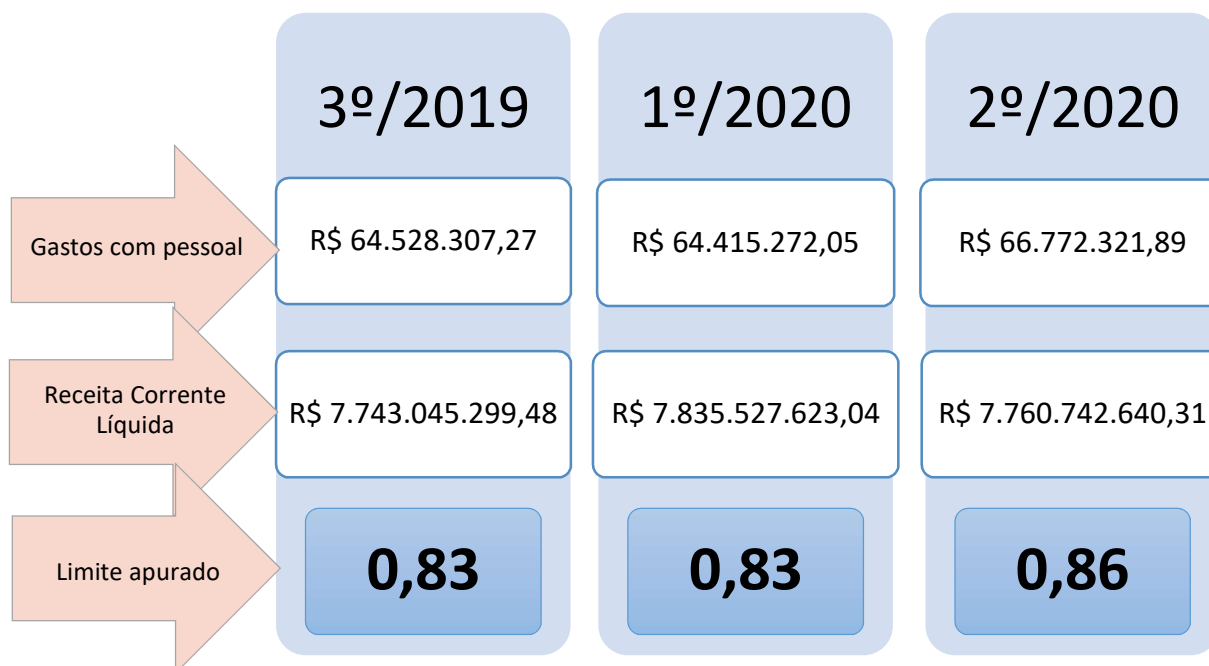 3º/2019
1º/2020
2º/2020
Gastos com pessoal
R$ 64.528.307,27
R$ 64.415.272,05
R$ 66.772.321,89
Receita Corrente
Líquida
R$ 7.743.045.299,48
R$ 7.835.527.623,04
R$ 7.760.742.640,31
Limite apurado
0,83
0,83
0,86